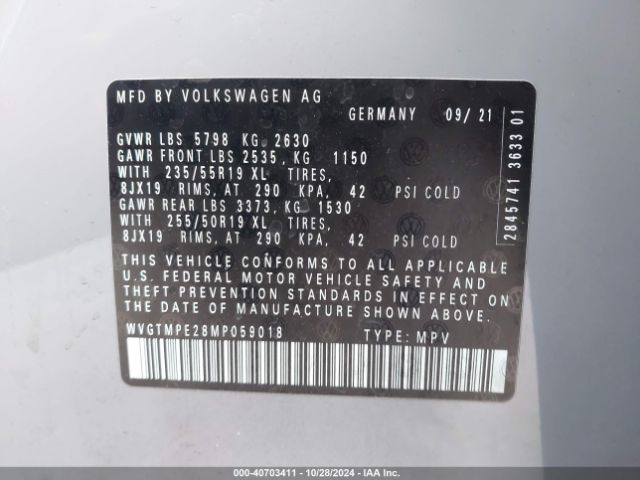 MFD BY VOLKSWAGEN AG
GERMANY 09/ 21
GVWR LBS 5798 KG 2630
GAWR FRONT LBS 2535, KG 1150
WITH 235/55R19 XL TIRES,
8JX19 RIMS, AT 290 KPA, 42 PSI COLD
GAWR REAR LBS 3373, KG 1530
WITH 255/50R19 XL TIRES,
8JX19 RIMS, AT 290 KPA, 42 PSI COLD
THIS VEHICLE CONFORMS TO ALL APPLICABLE
U.S. FEDERAL MOTOR VEHICLE SAFETY AND
THEFT PREVENTION STANDARDS IN EFFECT ON
THE DATE OF MANUFACTURE SHOWN ABOVE.
WVGTMPE28MP059018 TYPE: MPV
2845741 3633 01
000-40703411 - 10/28/2024 - IAAI.com